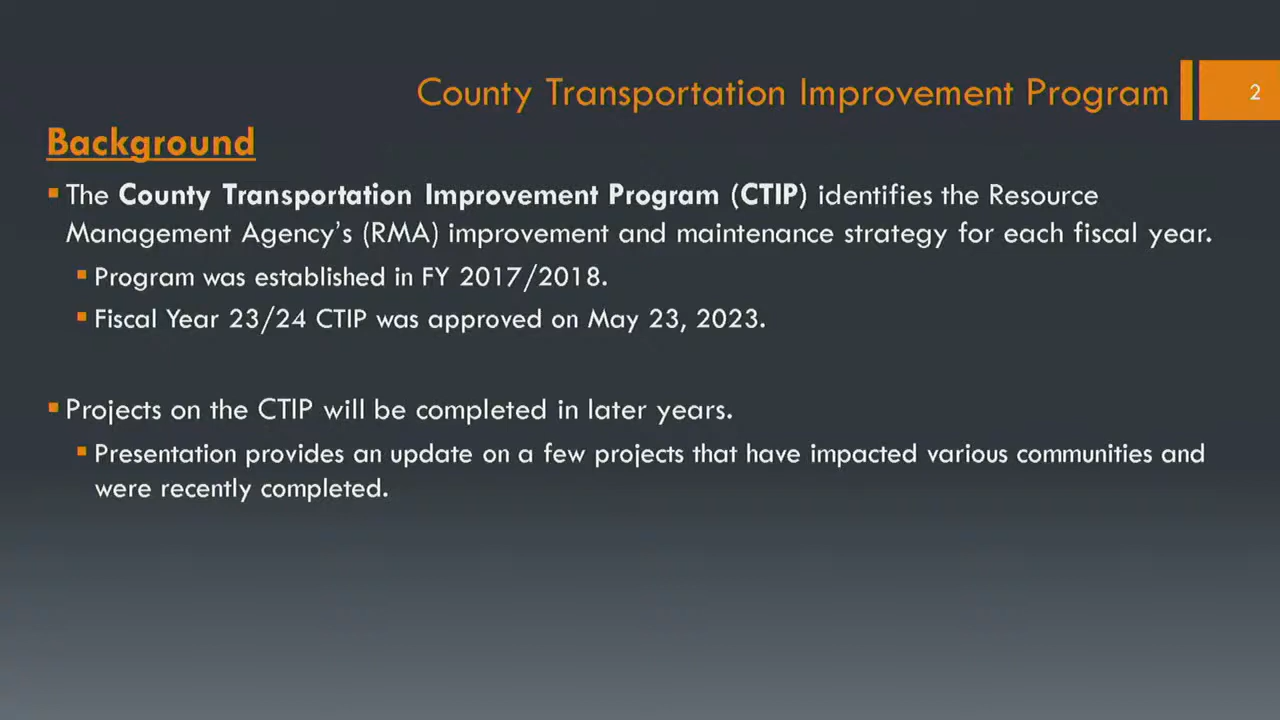 County Transportation Improvement Program
2
Background
▪ The County Transportation Improvement Program (CTIP) identifies the Resource
Management Agency’s (RMA) improvement and maintenance strategy for each fiscal year.
▪ Program was established in FY 2017/2018.
▪ Fiscal Year 23/24 CTIP was approved on May 23, 2023.
▪ Projects on the CTIP will be completed in later years.
▪ Presentation provides an update on a few projects that have impacted various communities and
were recently completed.